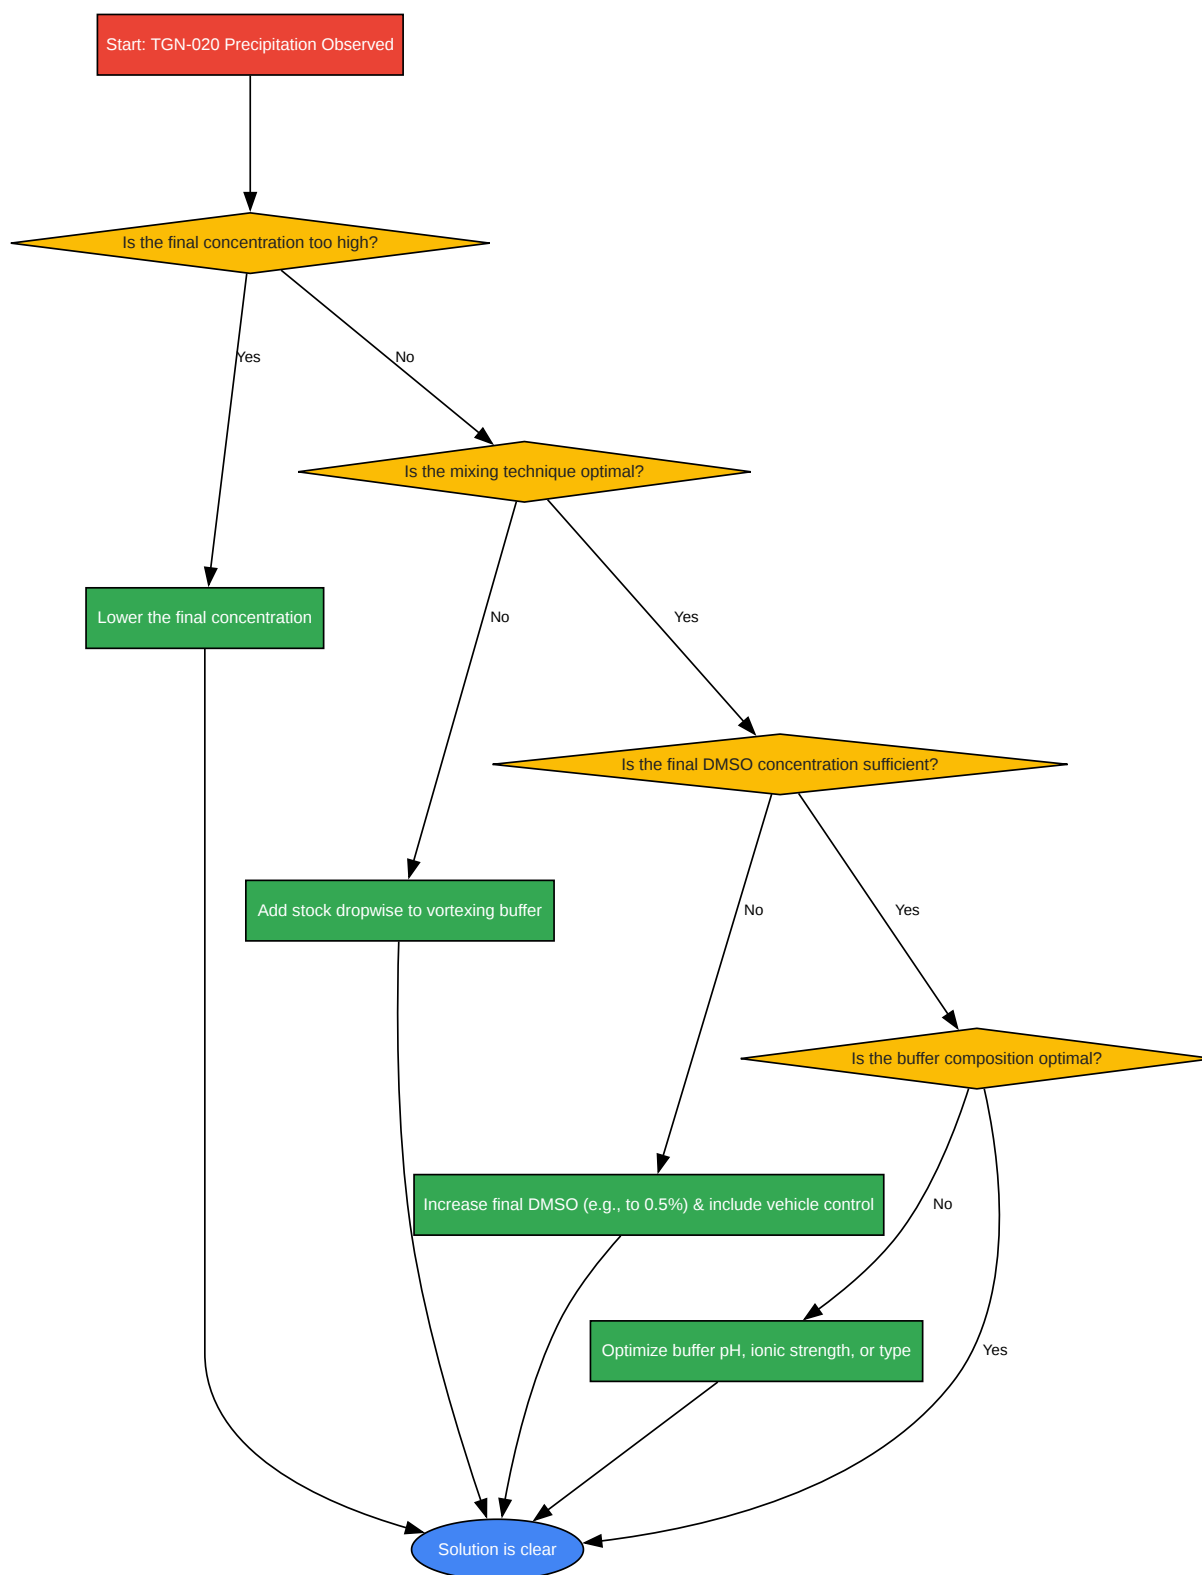 Start: TGN-020 Precipitation Observed
Is the final concentration too high?
Yes
No
Is the mixing technique optimal?
Lower the final concentration
No
Yes
Is the final DMSO concentration sufficient?
Add stock dropwise to vortexing buffer
No
Yes
Is the buffer composition optimal?
Increase final DMSO (e.g., to 0.5%) & include vehicle control
No
Optimize buffer pH, ionic strength, or type
Yes
Solution is clear